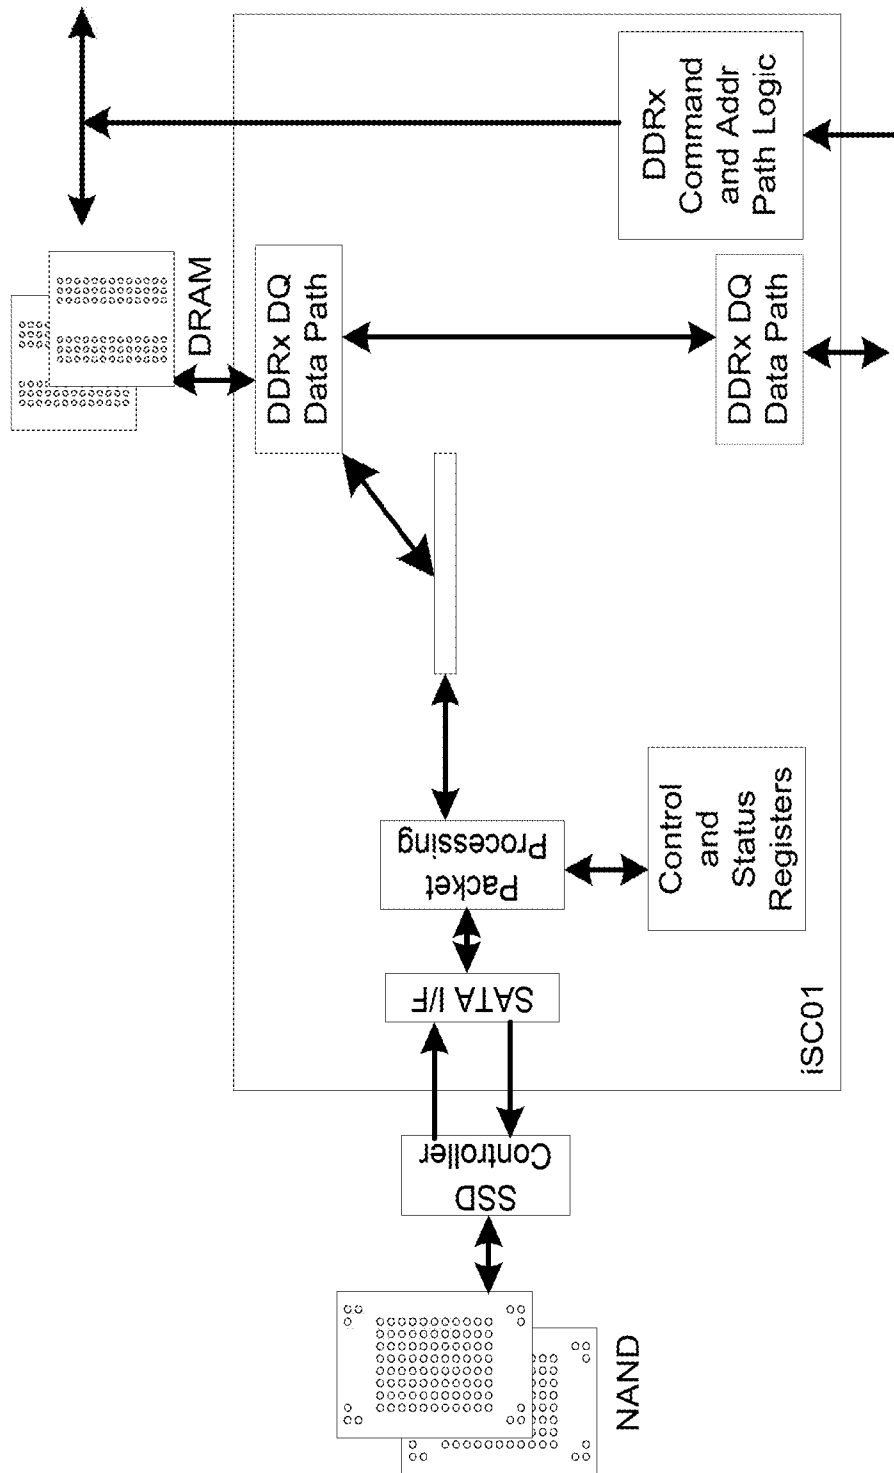 DDRx
Command
and Addr
Path Logic
DRAM
DDRx DQ
Data Path
DDRx DQ
Data Path
Packet
Processing
Control
and
Status
Registers
SATA I/F
iSC01
SSD
Controller
NAND